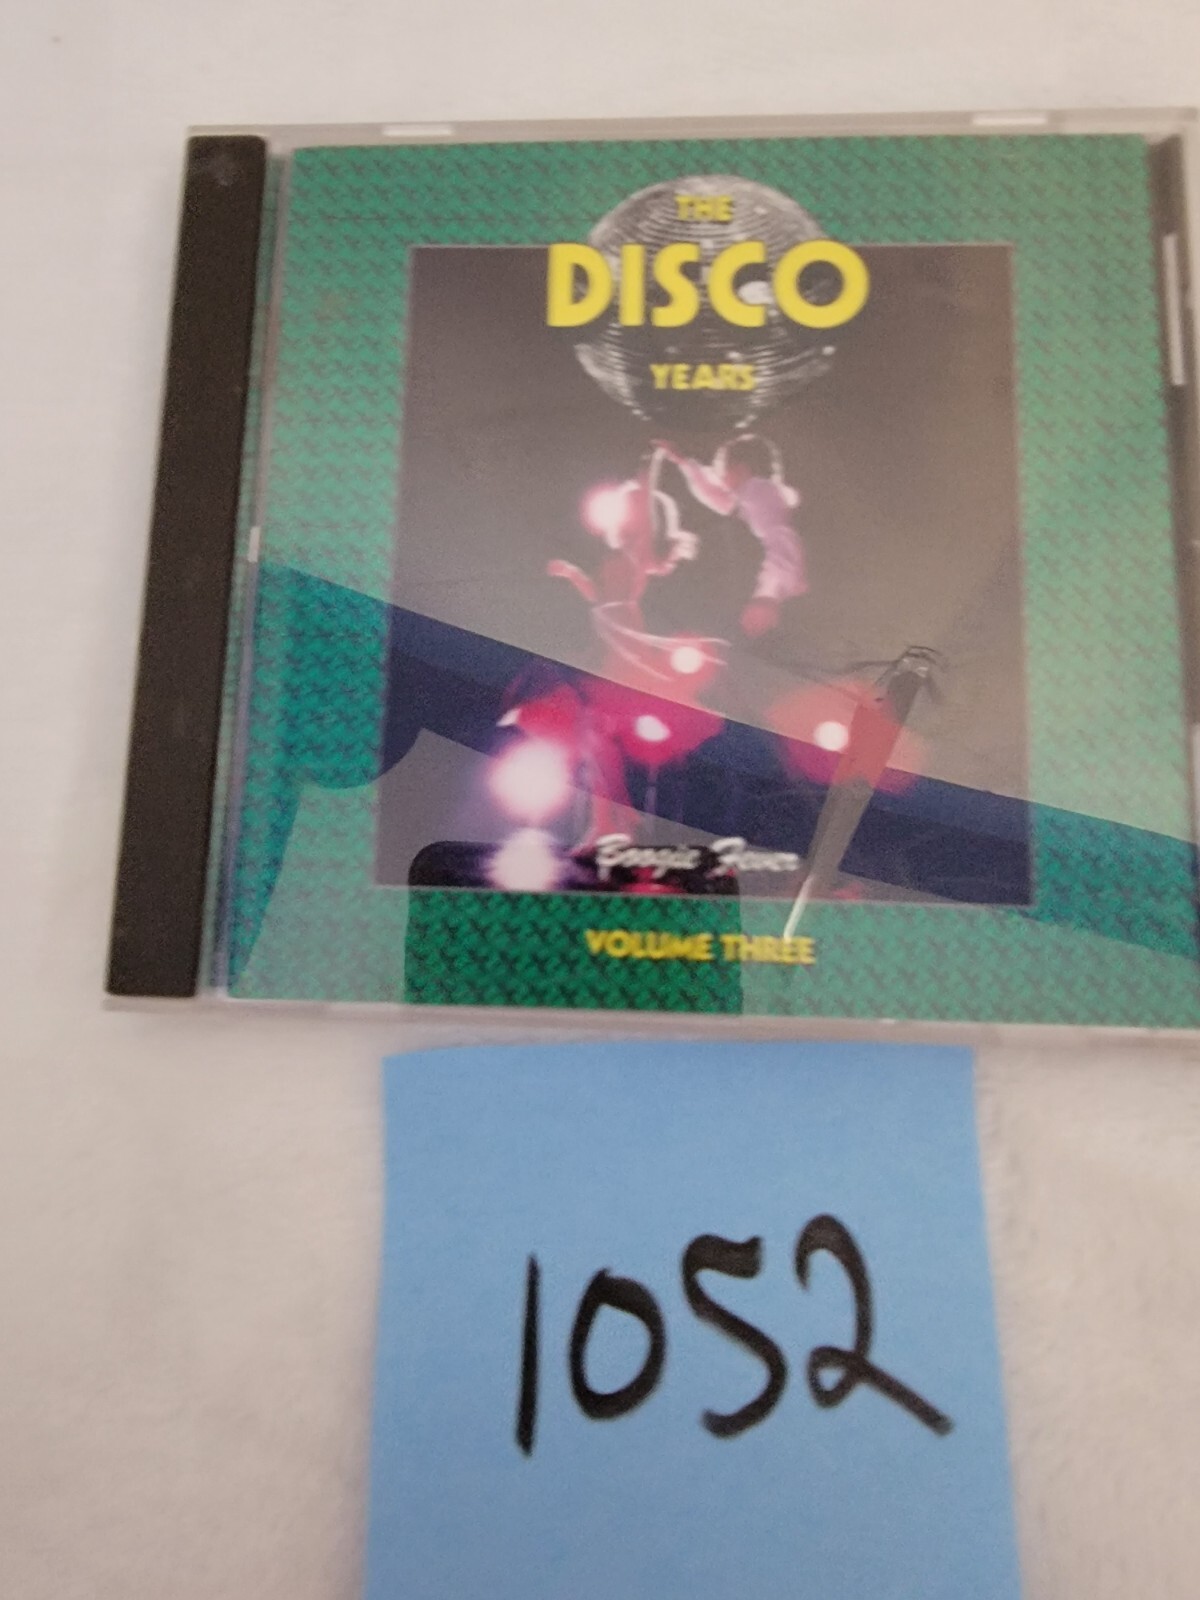 THE
DISCO
YEARS
Boogie Fever
VOLUME THREE
1052